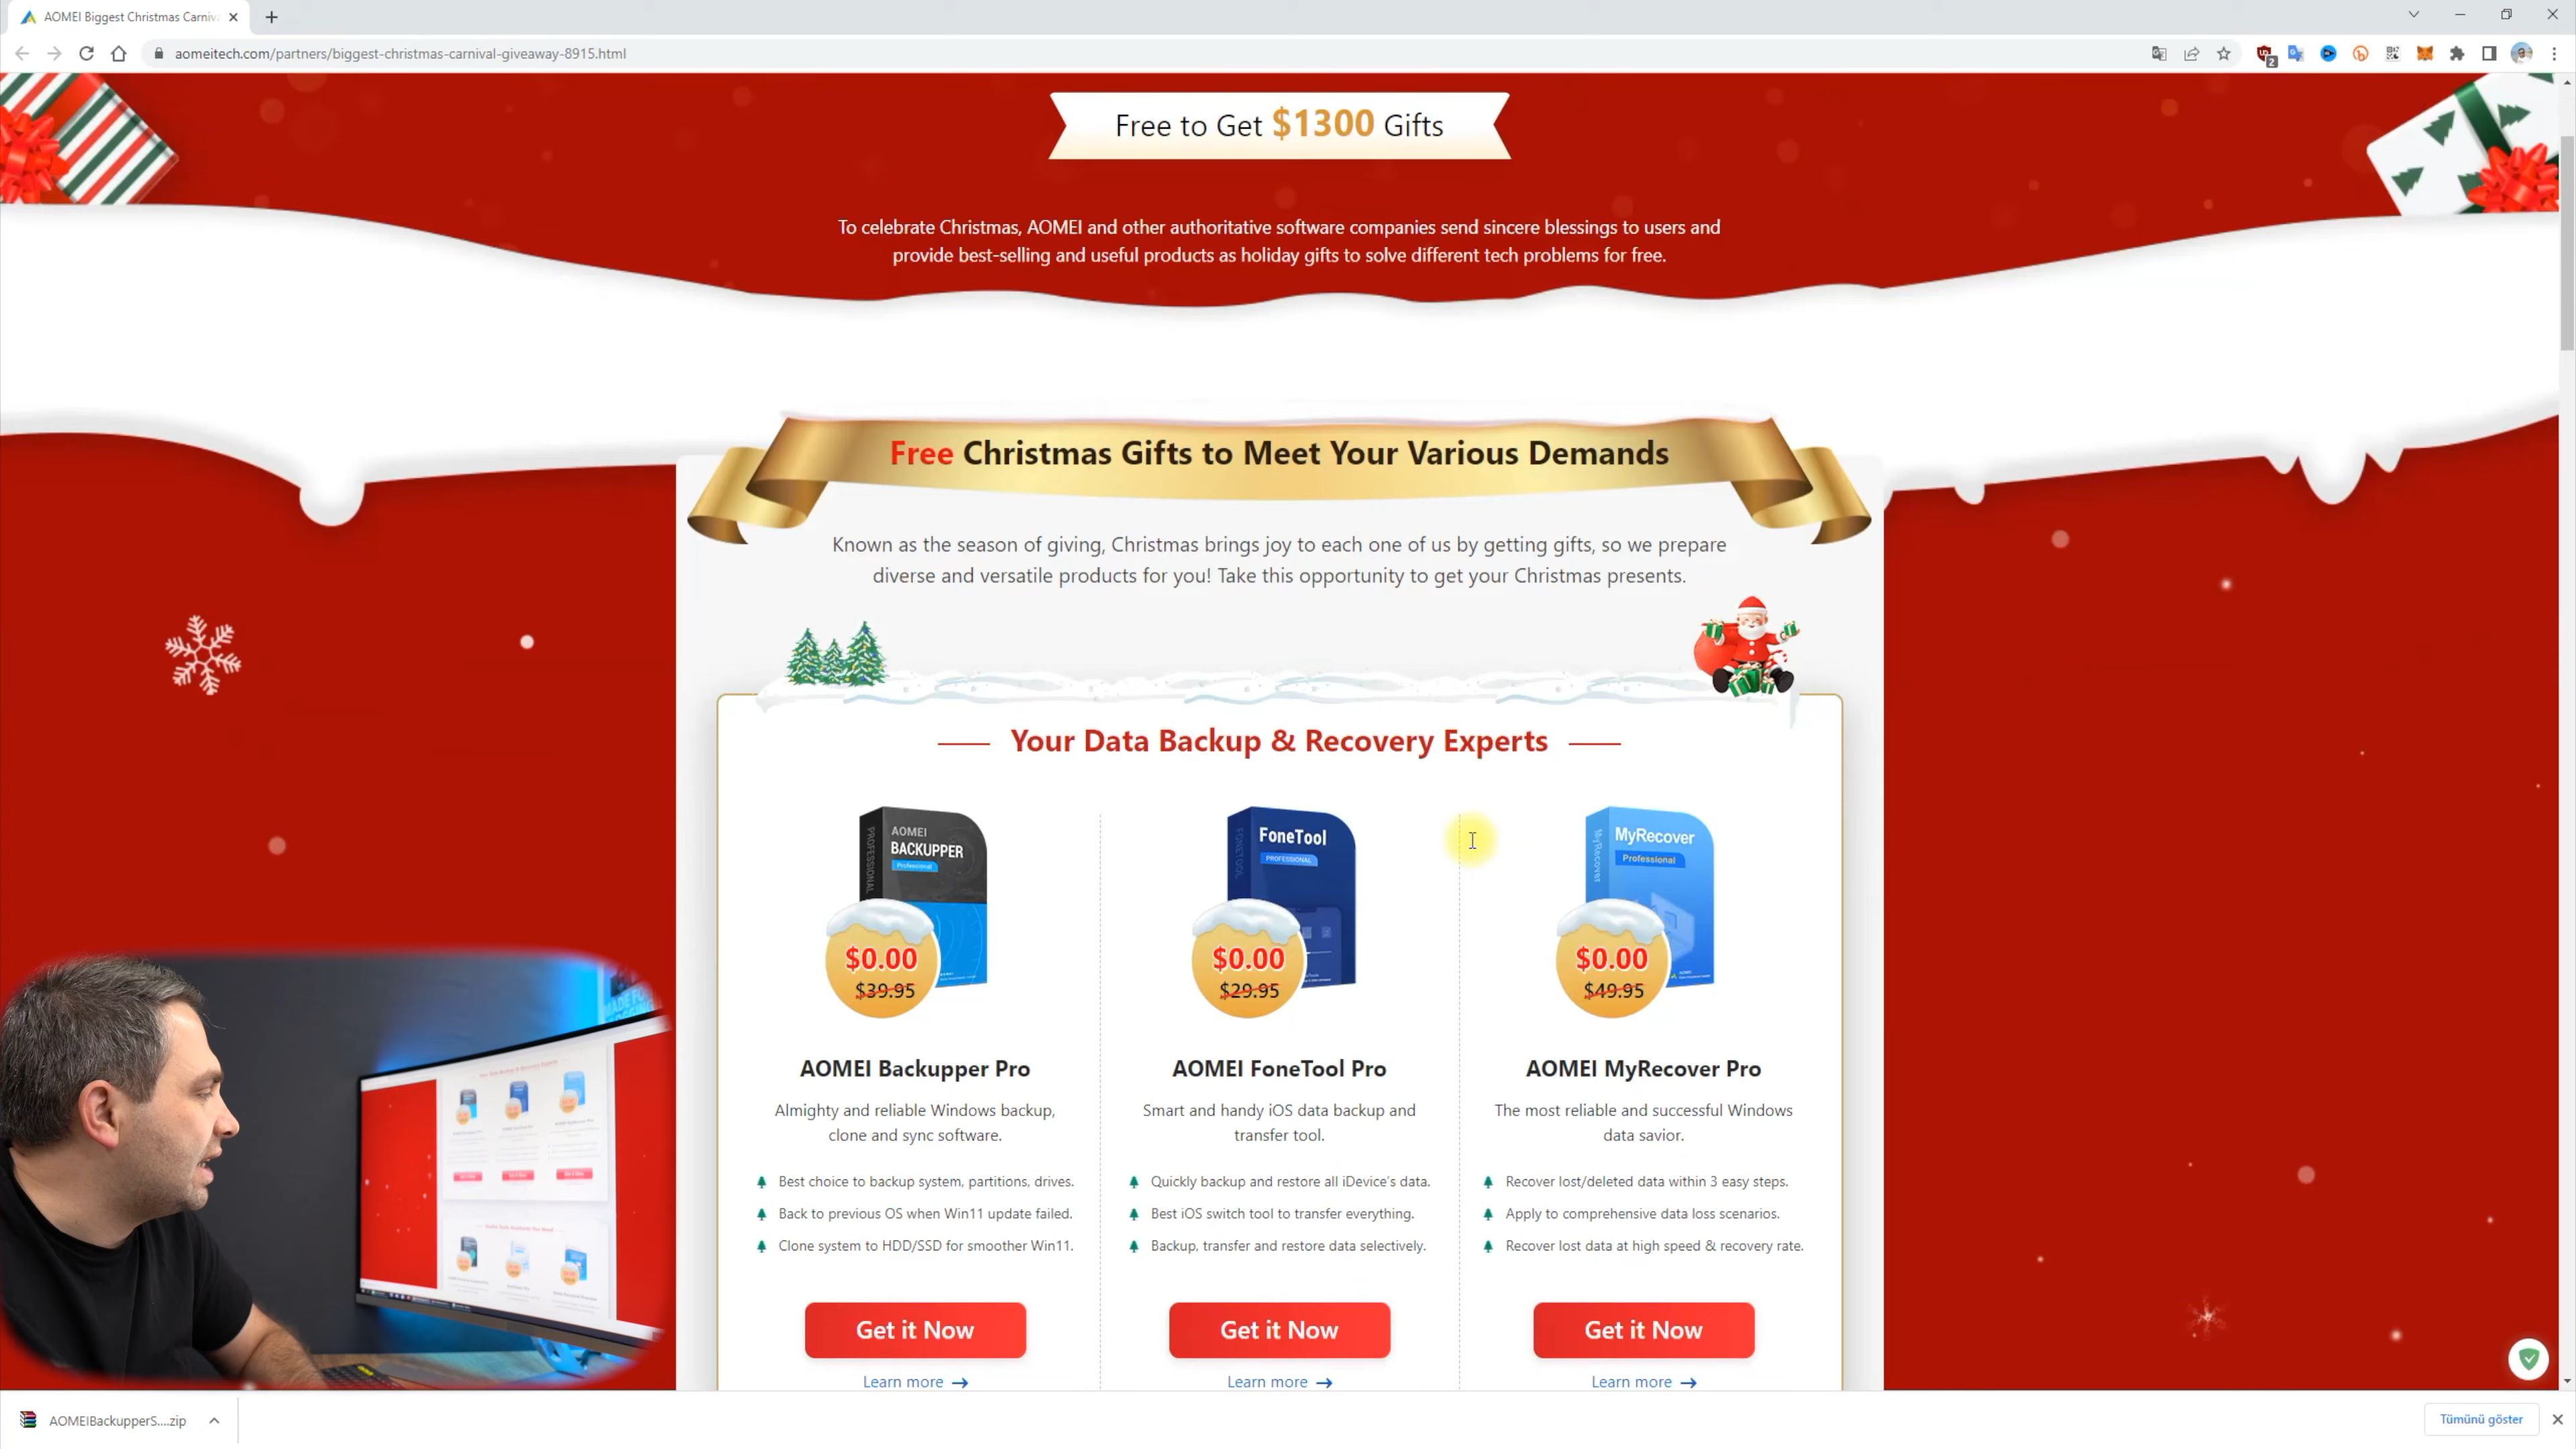 AOMEI Biggest Christmas Carniv
aomeitech.com/partners/biggest-christmas-carnival-giveaway-8915.html
2
Free to Get $1300 Gifts
To celebrate Christmas, AOMEI and other authoritative software companies send sincere blessings to users and
provide best-selling and useful products as holiday gifts to solve different tech problems for free.
Free Christmas Gifts to Meet Your Various Demands
Known as the season of giving, Christmas brings joy to each one of us by getting gifts, so we prepare
diverse and versatile products for you! Take this opportunity to get your Christmas presents.
Your Data Backup & Recovery Experts
PROFESSIONAL
AOMEI
BACKUPPER
Professional
$0.00
$39.95
FONETOOL
FoneTool
PROFESSIONAL
$0.00
$29.95
MyRecover
MyRecover
Professional
$0.00
$49.95
AOMEI Backupper Pro
Almighty and reliable Windows backup,
clone and sync software.
Best choice to backup system, partitions, drives.
Back to previous OS when Win11 update failed.
Clone system to HDD/SSD for smoother Win11.
Get it Now
Learn more →
AOMEI FoneTool Pro
Smart and handy iOS data backup and
transfer tool.
Quickly backup and restore all iDevice's data.
Best iOS switch tool to transfer everything.
Backup, transfer and restore data selectively.
Get it Now
Learn more →
AOMEI MyRecover Pro
The most reliable and successful Windows
data savior.
Recover lost/deleted data within 3 easy steps.
Apply to comprehensive data loss scenarios.
Recover lost data at high speed & recovery rate.
Get it Now
Learn more →
AOMEIBackupperS....zip
Tümünü göster